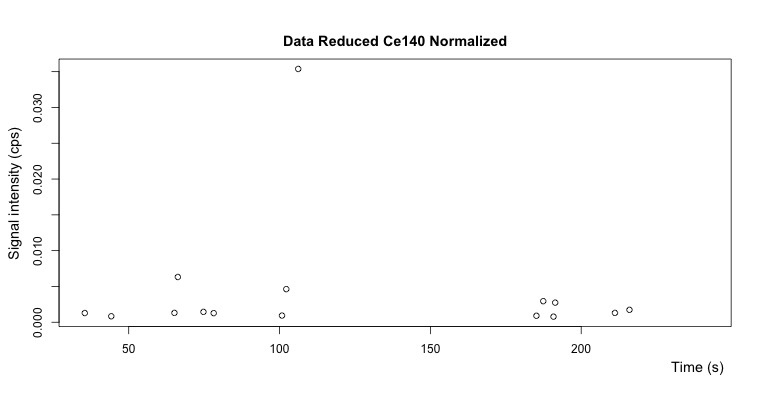 Data Reduced Ce140 Normalized
Signal intensity (cps)
0.030
0.020
0.010
0.000
50 100 150 200
Time (s)